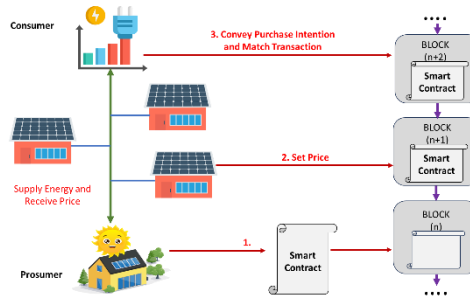 Consumer
3. Convey Purchase Intention
and Match Transaction
BLOCK
(n+2)
Smart
Contract
BLOCK
(n+1)
Smart
Contract
2. Set Price
Supply Energy and
Receive Price
BLOCK
(n)
1.
Smart
Contract
Prosumer